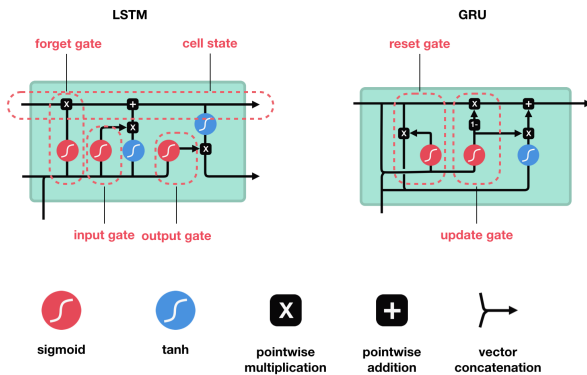 LSTM
GRU
forget gate
cell state
reset gate
X
+
X
+
X
1-
X
X
X
input gate
output gate
update gate
X
+
sigmoid
tanh
pointwise
multiplication
pointwise
addition
vector
concatenation